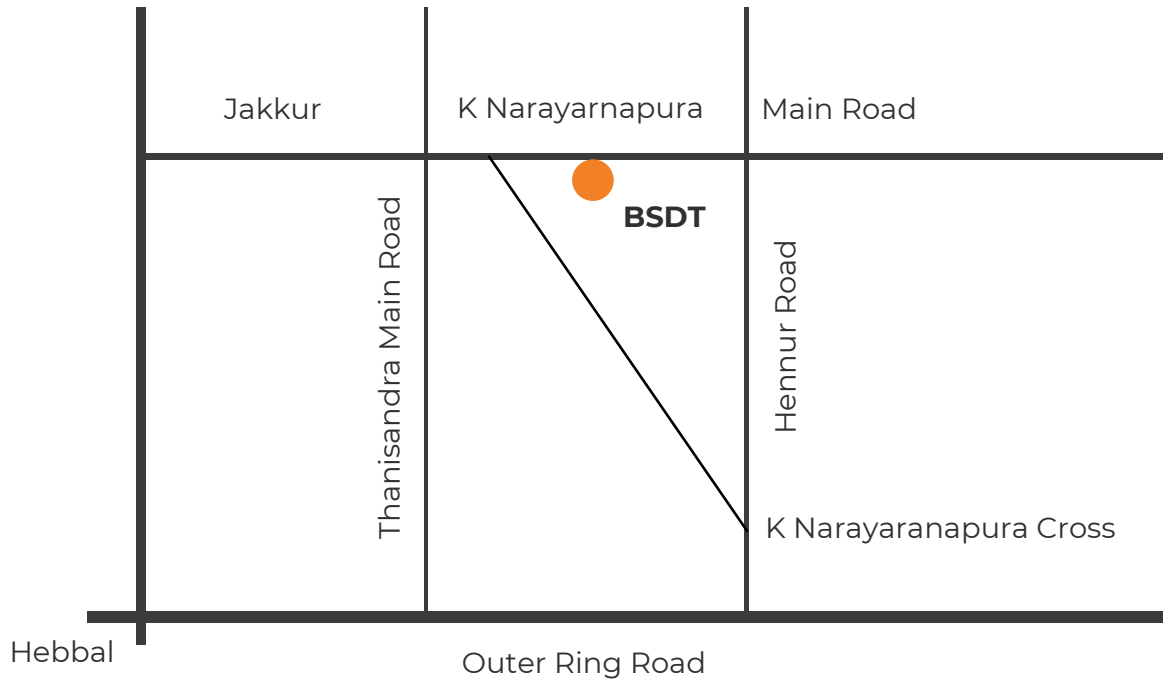 Jakkur
K Narayarnapura
Main Road
BSDT
Thanisandra Main Road
Hennur Road
K Narayaranapura Cross
Hebbal
Outer Ring Road